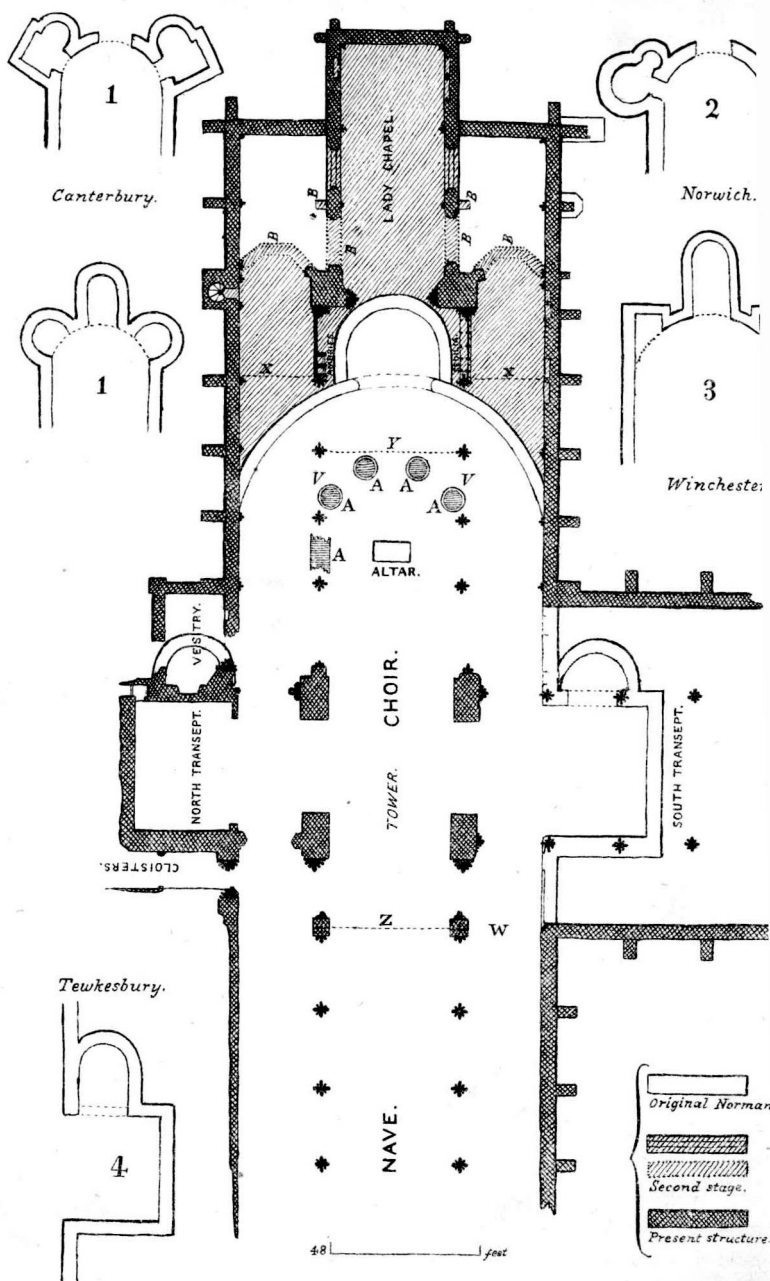 1
Canterbury.
1
2
Norwich.
3
Winchester
LADY CHAPEL.
B
B
B
B
B
B
X
X
Y
V
V
A
A
A
A
A
ALTAR.
VESTRY.
CHOIR.
NORTH TRANSEPT.
TOWER.
SOUTH TRANSEPT.
CLOISTERS.
Z
W
NAVE.
Tewkesbury.
4
Original Norman
Second stage.
Present structure.
48 feet